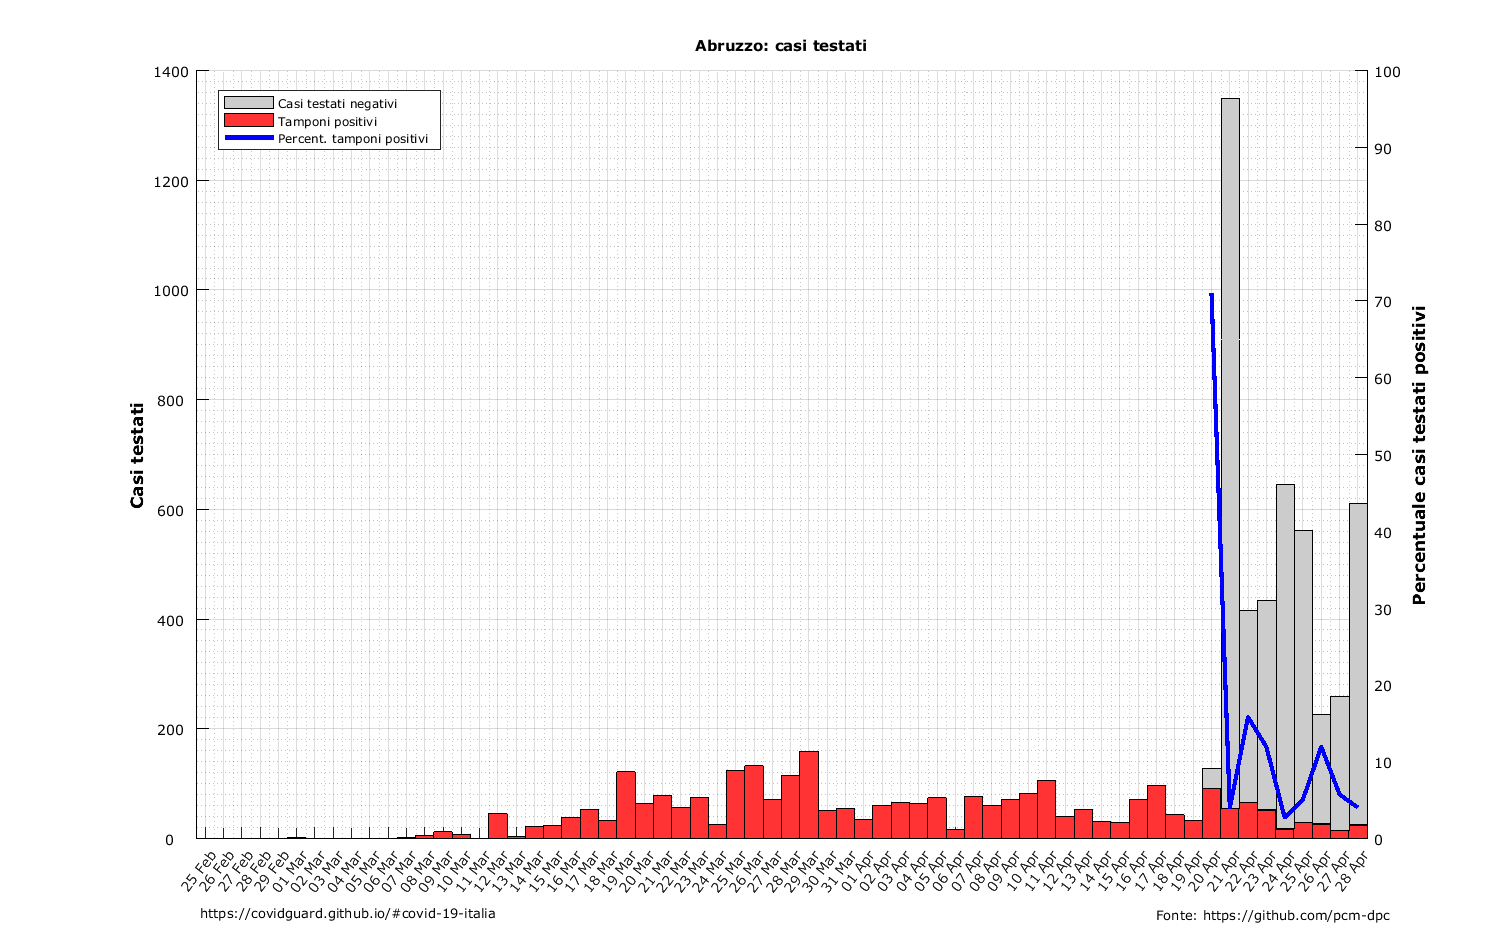 Abruzzo: casi testati
Casi testati negativi
Tamponi positivi
Percent. tamponi positivi
Casi testati
1400
1200
1000
800
600
400
200
0
100
90
80
70
60
50
40
30
20
10
0
Percentuale casi testati positivi
25 Feb
26 Feb
27 Feb
28 Feb
29 Feb
01 Mar
02 Mar
03 Mar
04 Mar
05 Mar
06 Mar
07 Mar
08 Mar
09 Mar
10 Mar
11 Mar
12 Mar
13 Mar
14 Mar
15 Mar
16 Mar
17 Mar
18 Mar
19 Mar
20 Mar
21 Mar
22 Mar
23 Mar
24 Mar
25 Mar
26 Mar
27 Mar
28 Mar
29 Mar
30 Mar
31 Mar
01 Apr
02 Apr
03 Apr
04 Apr
05 Apr
06 Apr
07 Apr
08 Apr
09 Apr
10 Apr
11 Apr
12 Apr
13 Apr
14 Apr
15 Apr
16 Apr
17 Apr
18 Apr
19 Apr
20 Apr
21 Apr
22 Apr
23 Apr
24 Apr
25 Apr
26 Apr
27 Apr
28 Apr
https://covidguard.github.io/#covid-19-italia
Fonte: https://github.com/pcm-dpc